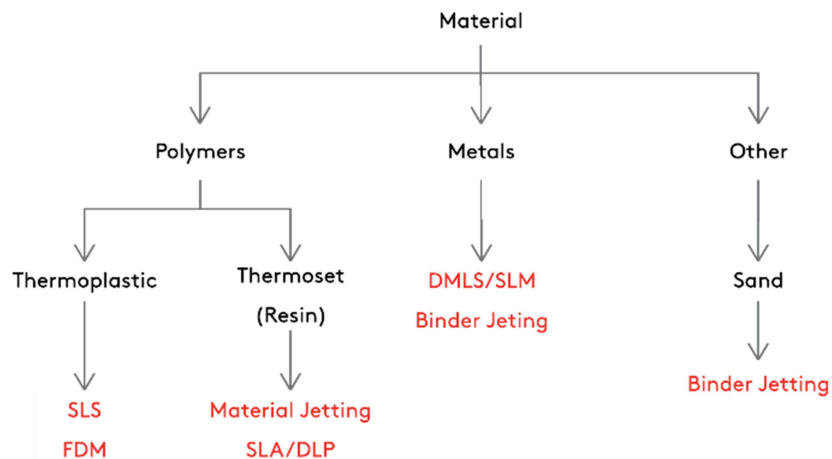 Material
Polymers
Metals
Other
Thermoplastic
Thermoset
(Resin)
DMLS/SLM
Binder Jeting
Sand
SLS
FDM
Material Jetting
SLA/DLP
Binder Jetting